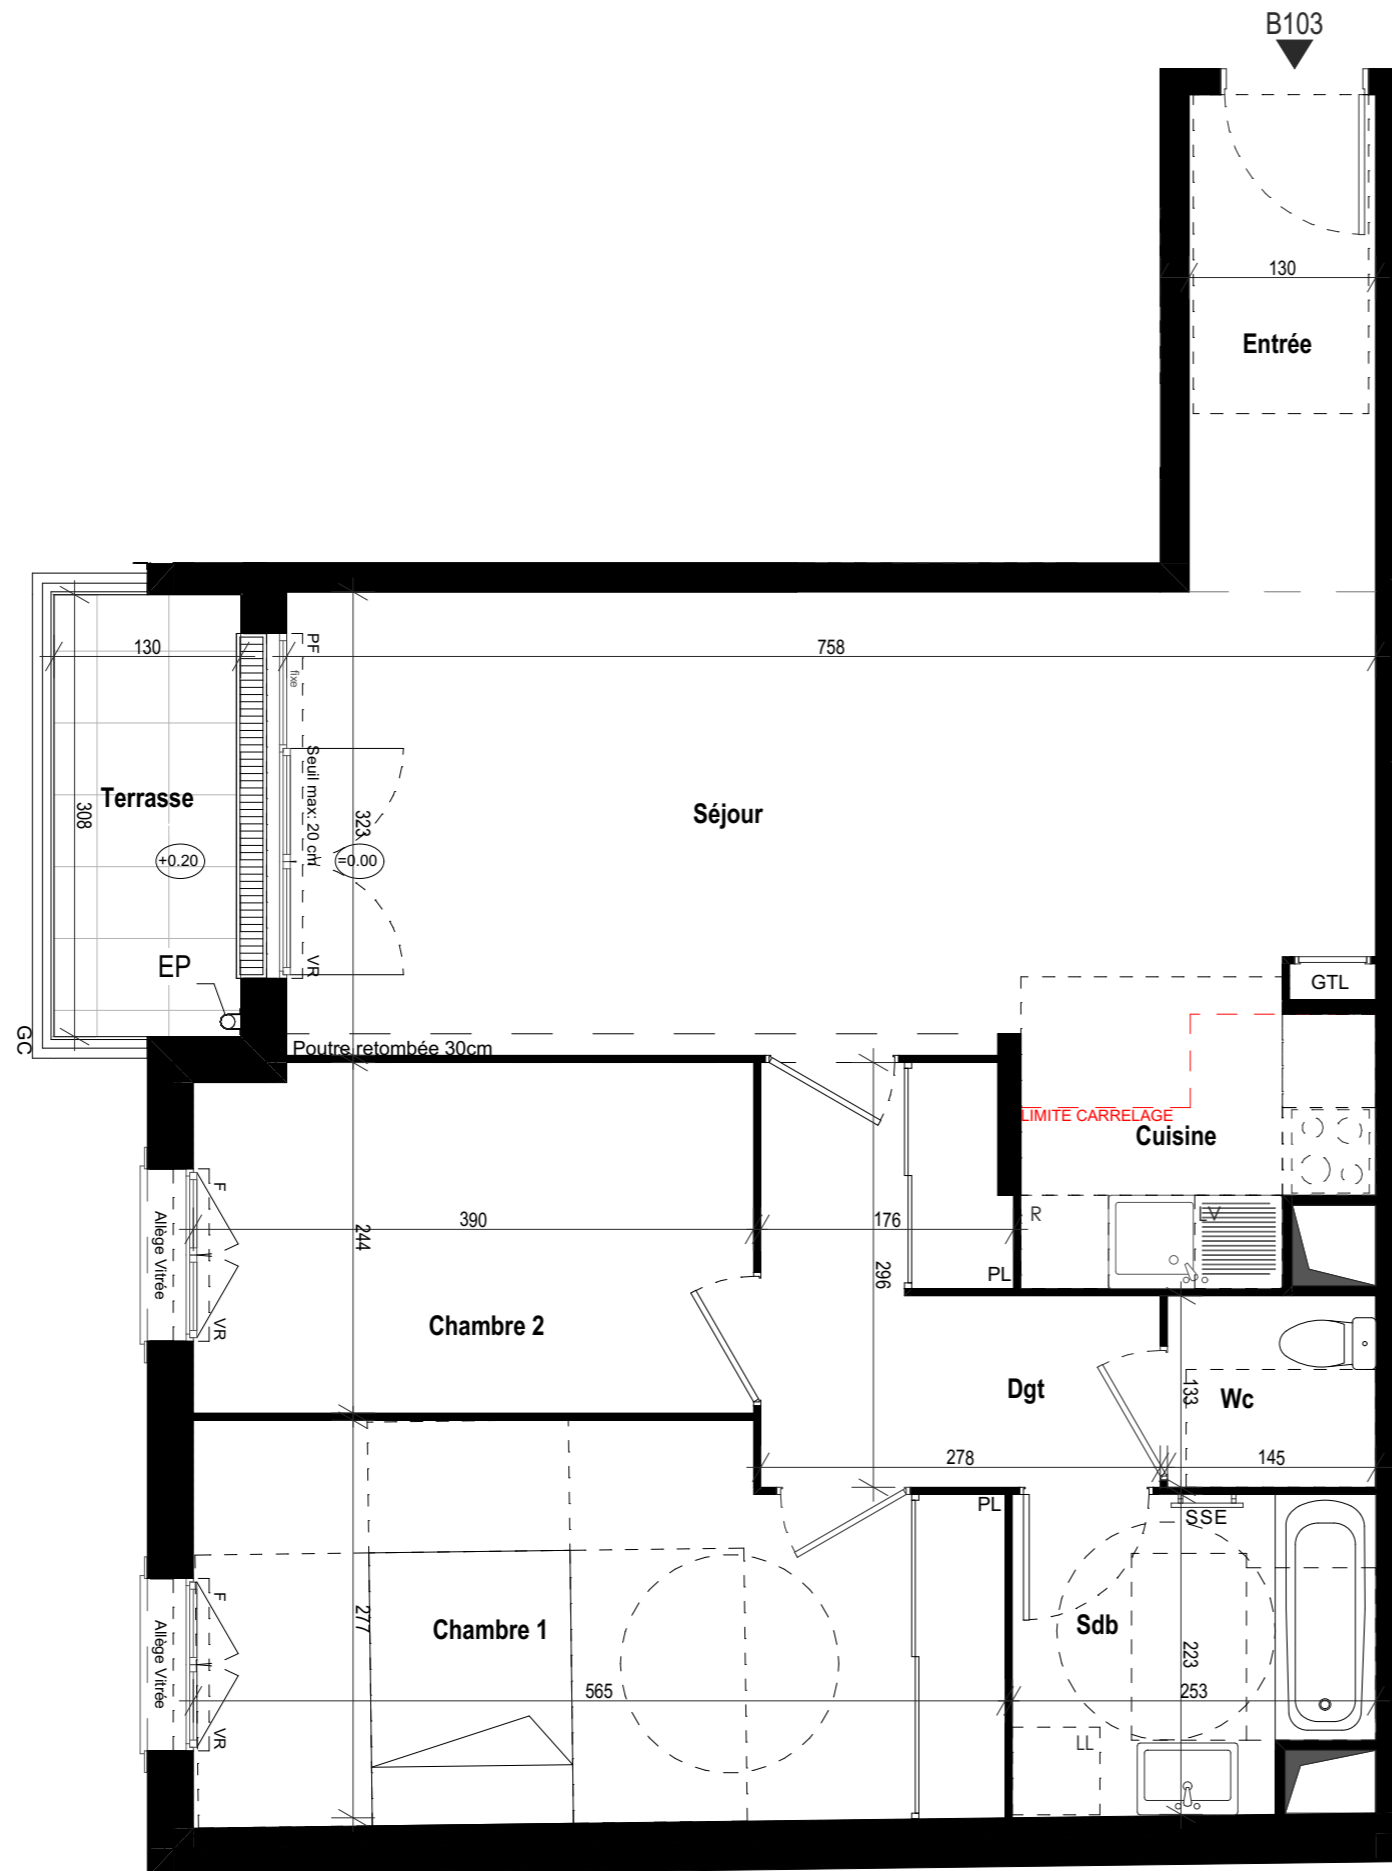 B103
130
Entrée
130
758
PF
fixe
Seuil max: 20 cm
VR
Terrasse
308
323
Séjour
+0.20
=0.00
EP
GC
GTL
Poutre retombée 30cm
LIMITE CARRELAGE
Cuisine
F
Allège Vitrée
VR
390
244
176
296
PL
R
LV
Chambre 2
Dgt
133
Wc
278
145
PL
SSE
F
Allège Vitrée
VR
Chambre 1
277
565
Sdb
223
253
LL